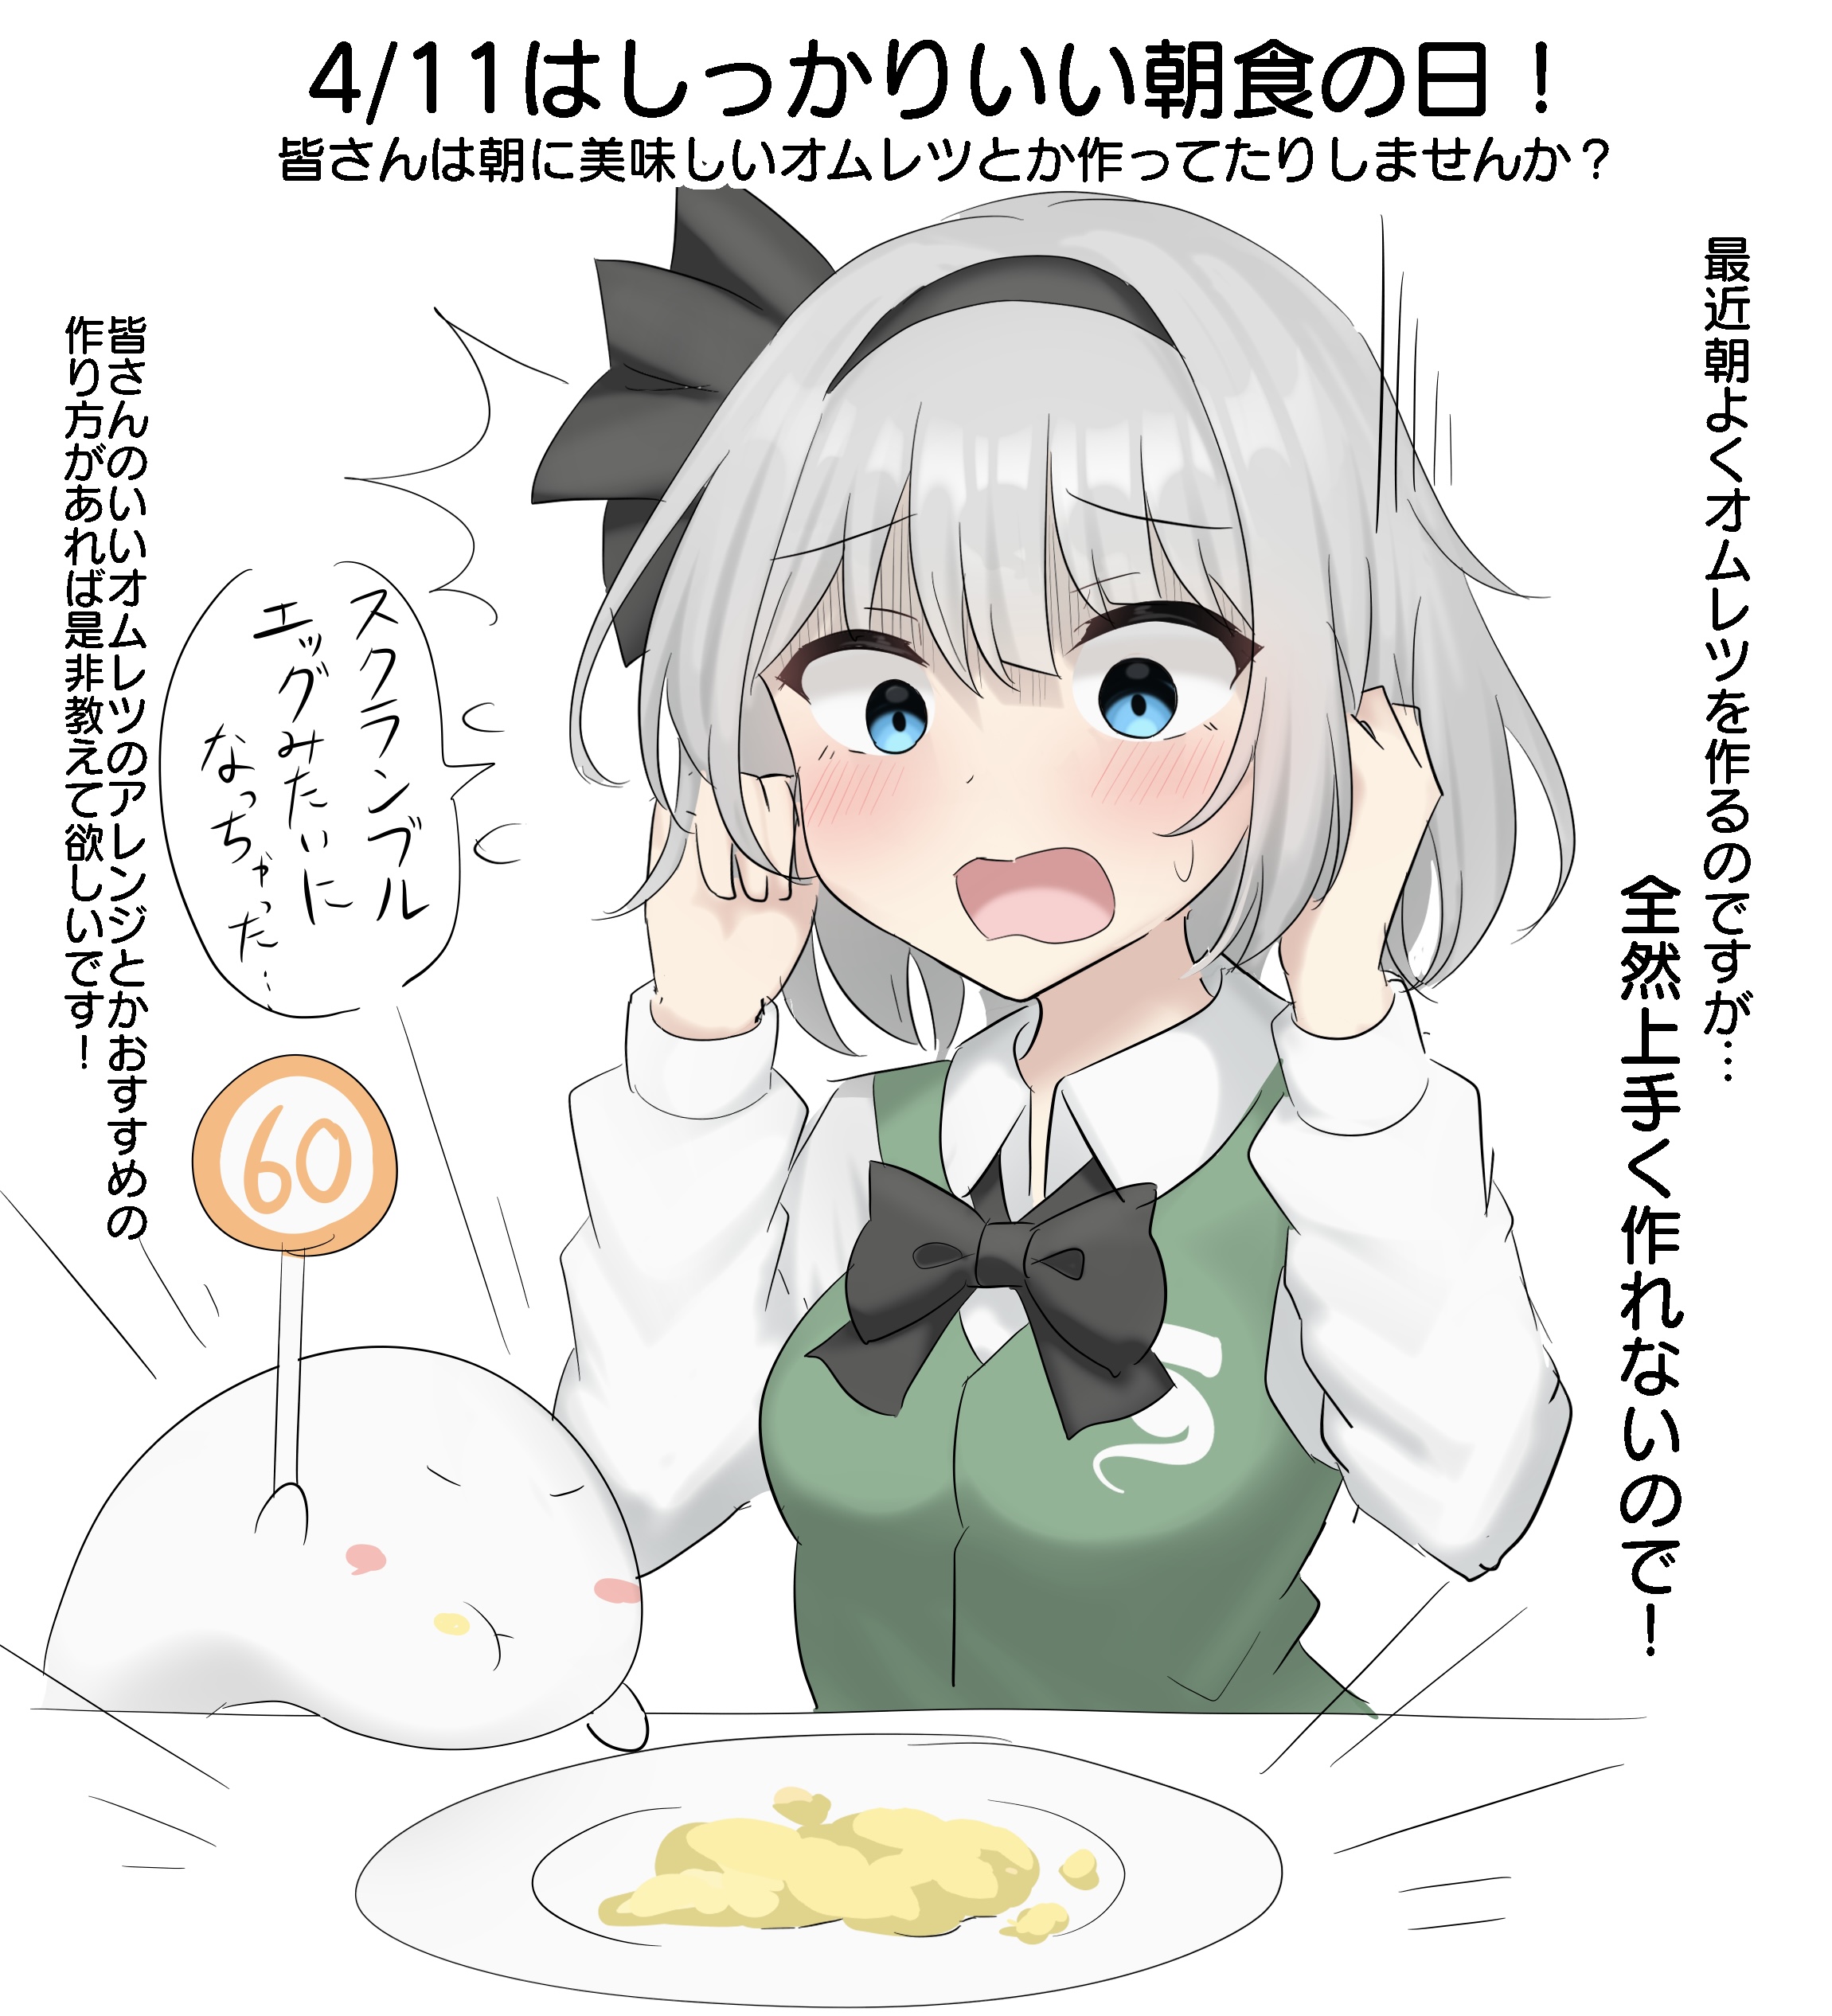 4/11はしっかりいい朝食の日！
皆さんは朝に美味しいオムレツとか作ってたりしませんか？
最近朝よくオムレツを作るのですが…
全然上手く作れないので！
皆さんのいいオムレツのアレンジとかおすすめの
作り方があれば是非教えて欲しいです！
スクランブル
エッグみたいに
なっちゃった…
60